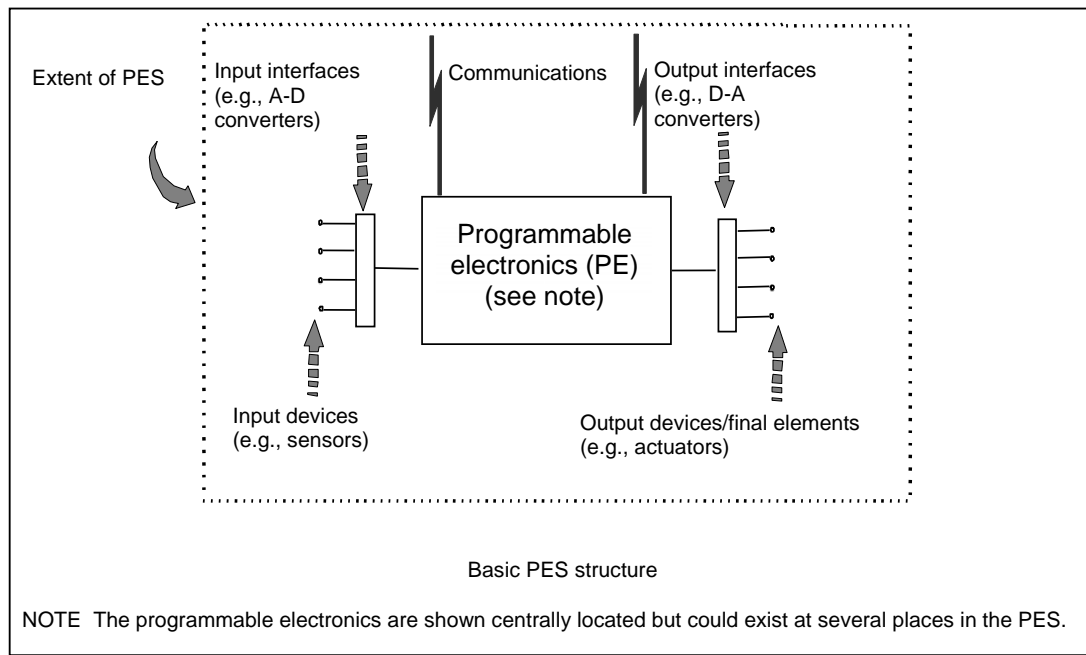 Extent of PES
Input interfaces
(e.g., A-D
converters)
Communications
Output interfaces
(e.g., D-A
converters)
Programmable
electronics (PE)
(see note)
Input devices
(e.g., sensors)
Output devices/final elements
(e.g., actuators)
Basic PES structure
NOTE The programmable electronics are shown centrally located but could exist at several places in the PES.